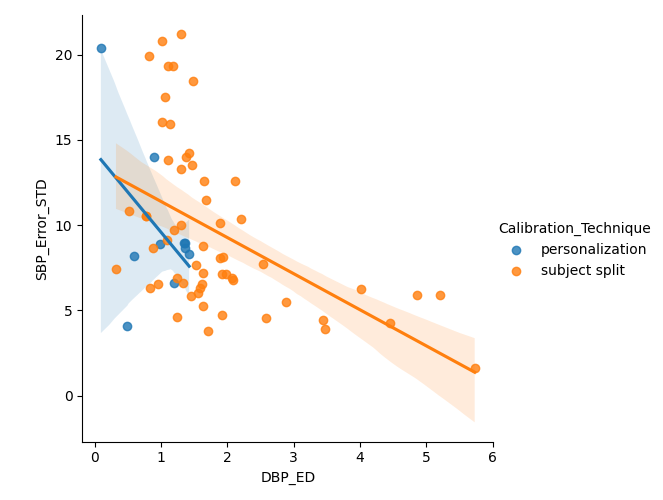 SBP_Error_STD
20
15
10
5
0
0 1 2 3 4 5 6
DBP_ED
Calibration_Technique
personalization
subject split